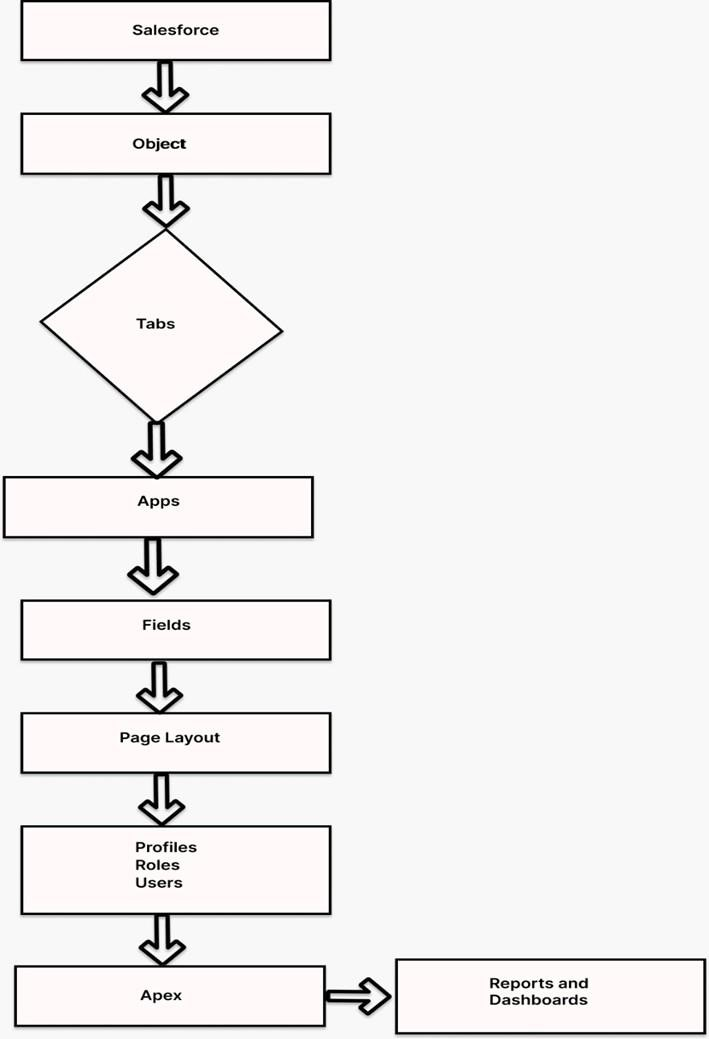 Salesforce
Object
Tabs
Apps
Fields
Page Layout
Profiles
Roles
Users
Apex
Reports and
Dashboards